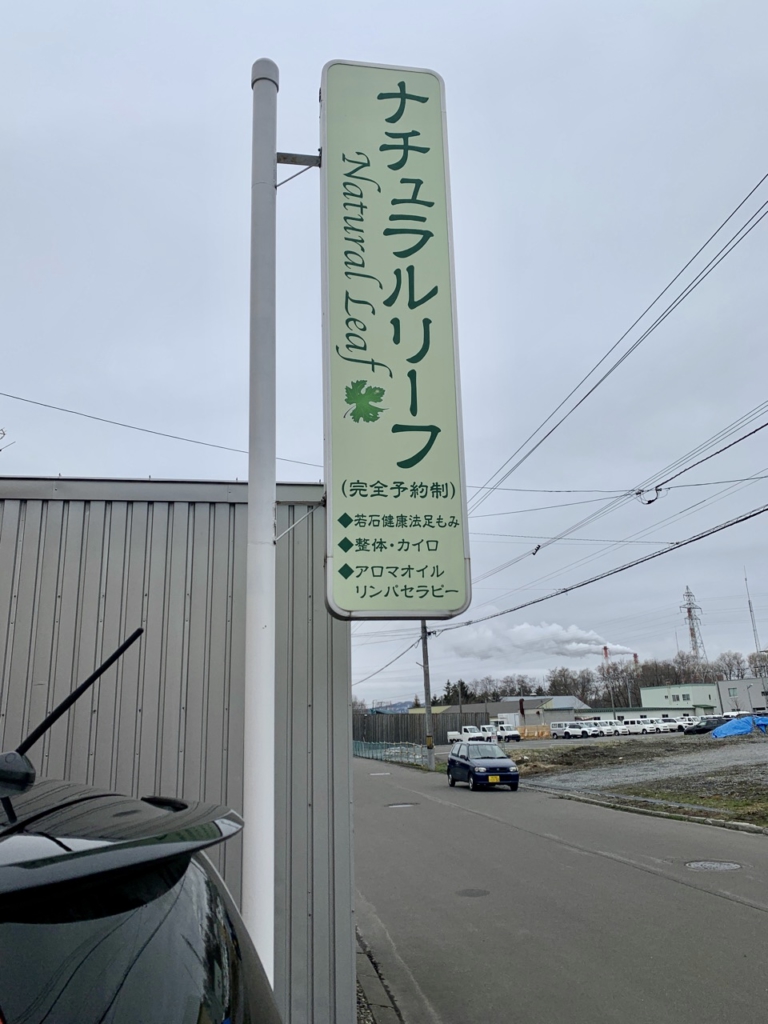 ナチュラルリーフ
Natural Leaf
(完全予約制)
◆若石健康法足もみ
◆整体・カイロ
◆アロマオイル
リンパセラピー